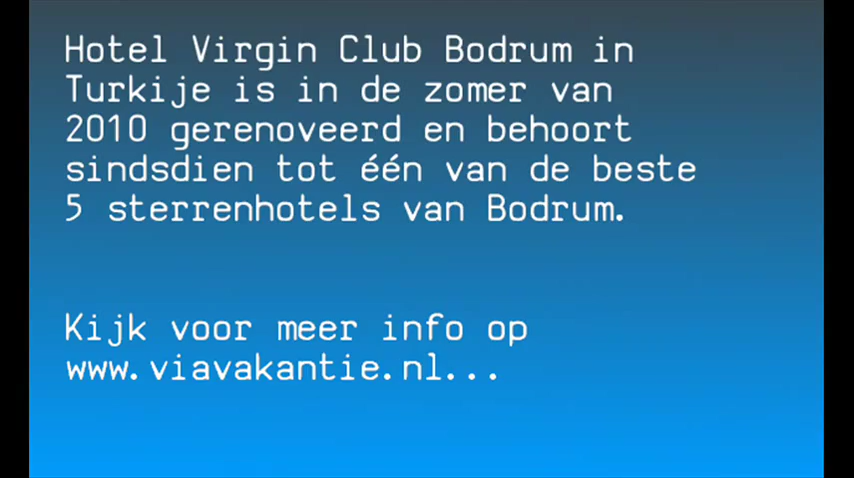 Hotel Virgin Club Bodrum in
Turkije is in de zomer van
2010 gerenoveerd en behoort
sindsdien tot één van de beste
5 sterrenhotels van Bodrum.
Kijk voor meer info op
www.viavakantie.nl...